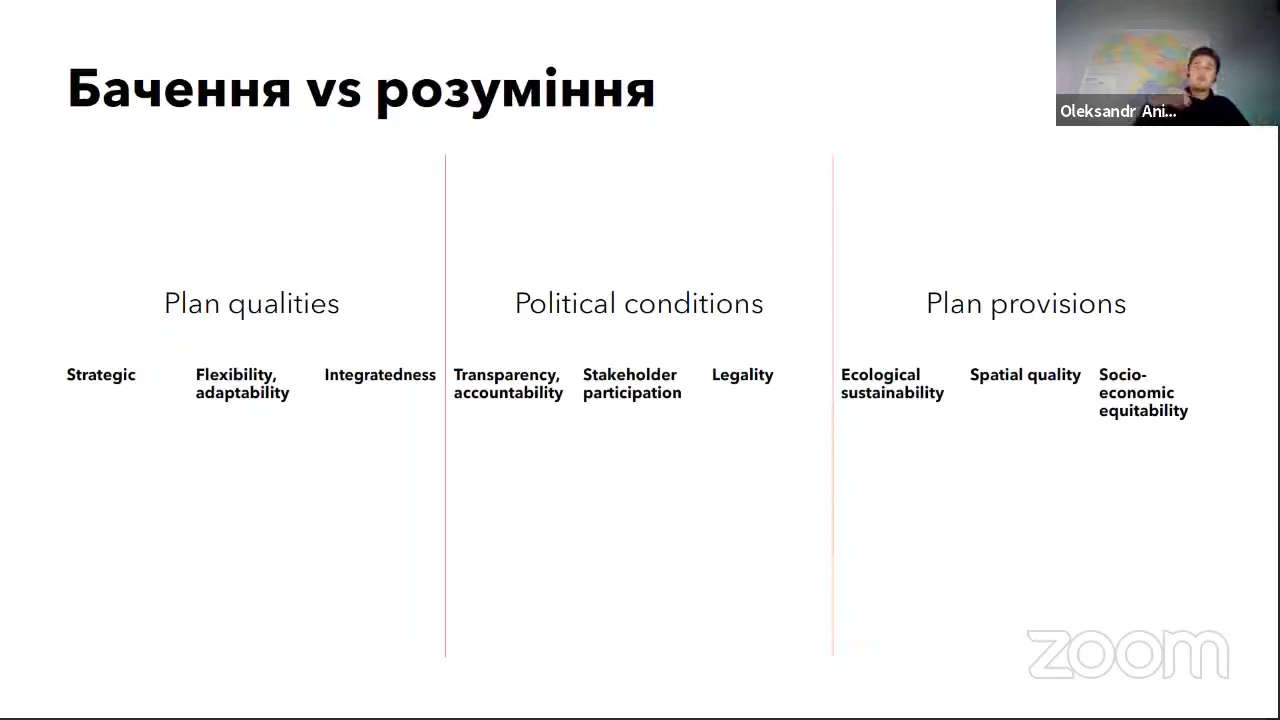 Бачення vs розуміння
Oleksandr Ani...
Plan qualities
Political conditions
Plan provisions
Strategic
Flexibility,
adaptability
Integratedness
Transparency,
accountability
Stakeholder
participation
Legality
Ecological
sustainability
Spatial quality
Socio-
economic
equitability
zoom